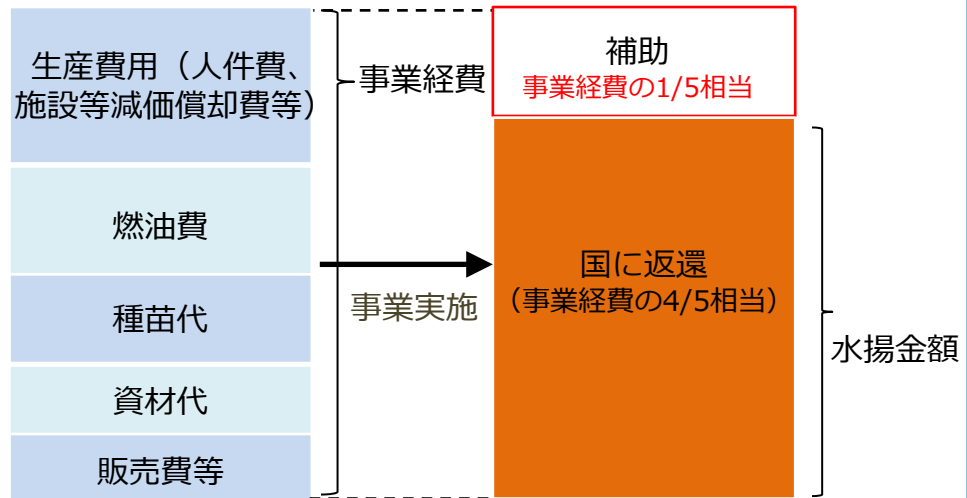 生産費用（人件費、
施設等減価償却費等）
燃油費
種苗代
資材代
販売費等
事業経費
事業実施
補助
事業経費の1/5相当
国に返還
（事業経費の4/5相当）
水揚金額